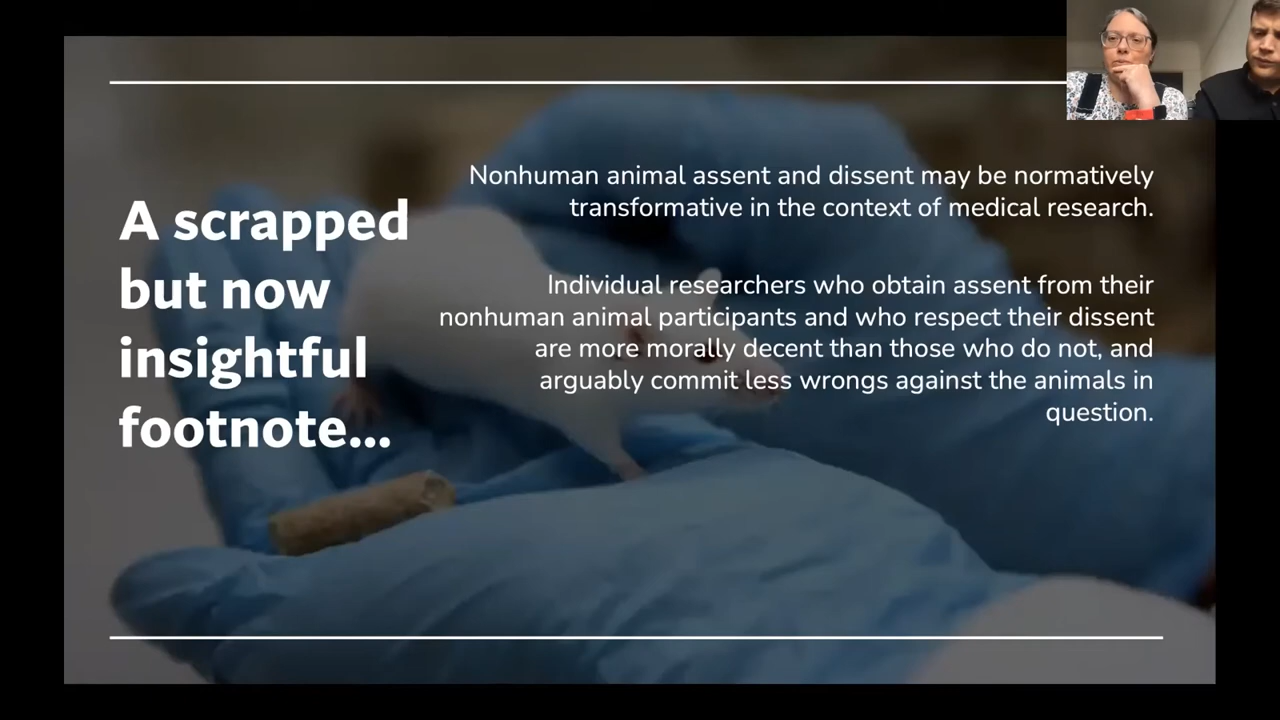 A scrapped
but now
insightful
footnote...
Nonhuman animal assent and dissent may be normatively
transformative in the context of medical research.
Individual researchers who obtain assent from their
nonhuman animal participants and who respect their dissent
are more morally decent than those who do not, and
arguably commit less wrongs against the animals in
question.